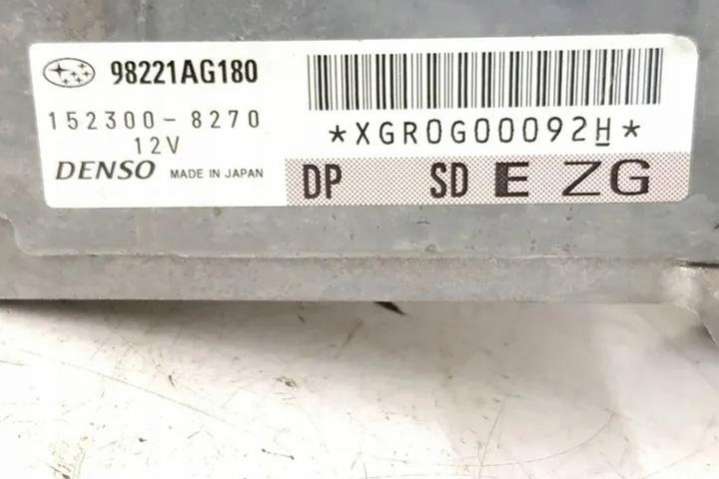 98221AG180
152300-8270
12V
DENSO MADE IN JAPAN
*XGR0G00092H*
DP SD E ZG